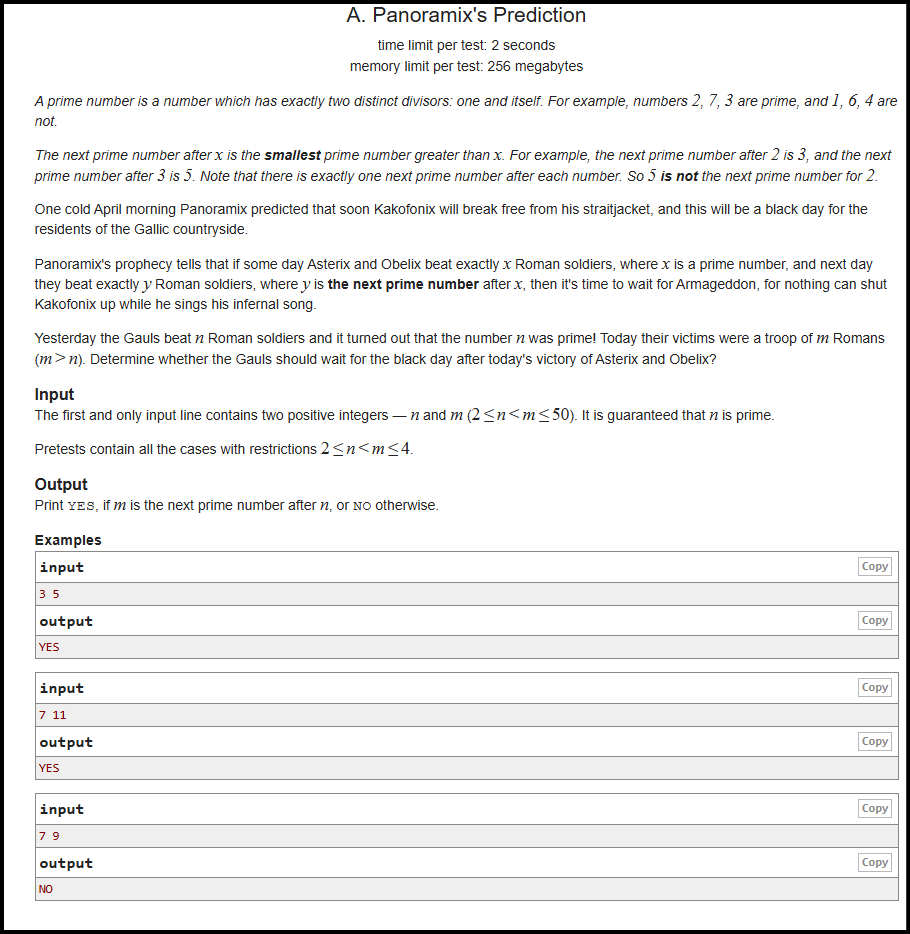 A. Panoramix's Prediction
time limit per test: 2 seconds
memory limit per test: 256 megabytes
A prime number is a number which has exactly two distinct divisors: one and itself. For example, numbers 2, 7, 3 are prime, and 1, 6, 4 are
not.
The next prime number after x is the smallest prime number greater than x. For example, the next prime number after 2 is 3, and the next
prime number after 3 is 5. Note that there is exactly one next prime number after each number. So 5 is not the next prime number for 2.
One cold April morning Panoramix predicted that soon Kakofonix will break free from his straitjacket, and this will be a black day for the
residents of the Gallic countryside.
Panoramix's prophecy tells that if some day Asterix and Obelix beat exactly x Roman soldiers, where x is a prime number, and next day
they beat exactly y Roman soldiers, where y is the next prime number after x, then it's time to wait for Armageddon, for nothing can shut
Kakofonix up while he sings his infernal song.
Yesterday the Gauls beat n Roman soldiers and it turned out that the number n was prime! Today their victims were a troop of m Romans
(m > n). Determine whether the Gauls should wait for the black day after today's victory of Asterix and Obelix?
Input
The first and only input line contains two positive integers — n and m (2 ≤ n < m ≤ 50). It is guaranteed that n is prime.
Pretests contain all the cases with restrictions 2 ≤ n < m ≤ 4.
Output
Print YES, if m is the next prime number after n, or NO otherwise.
Examples
input Copy
3 5
output Copy
YES
input Copy
7 11
output Copy
YES
input Copy
7 9
output Copy
NO